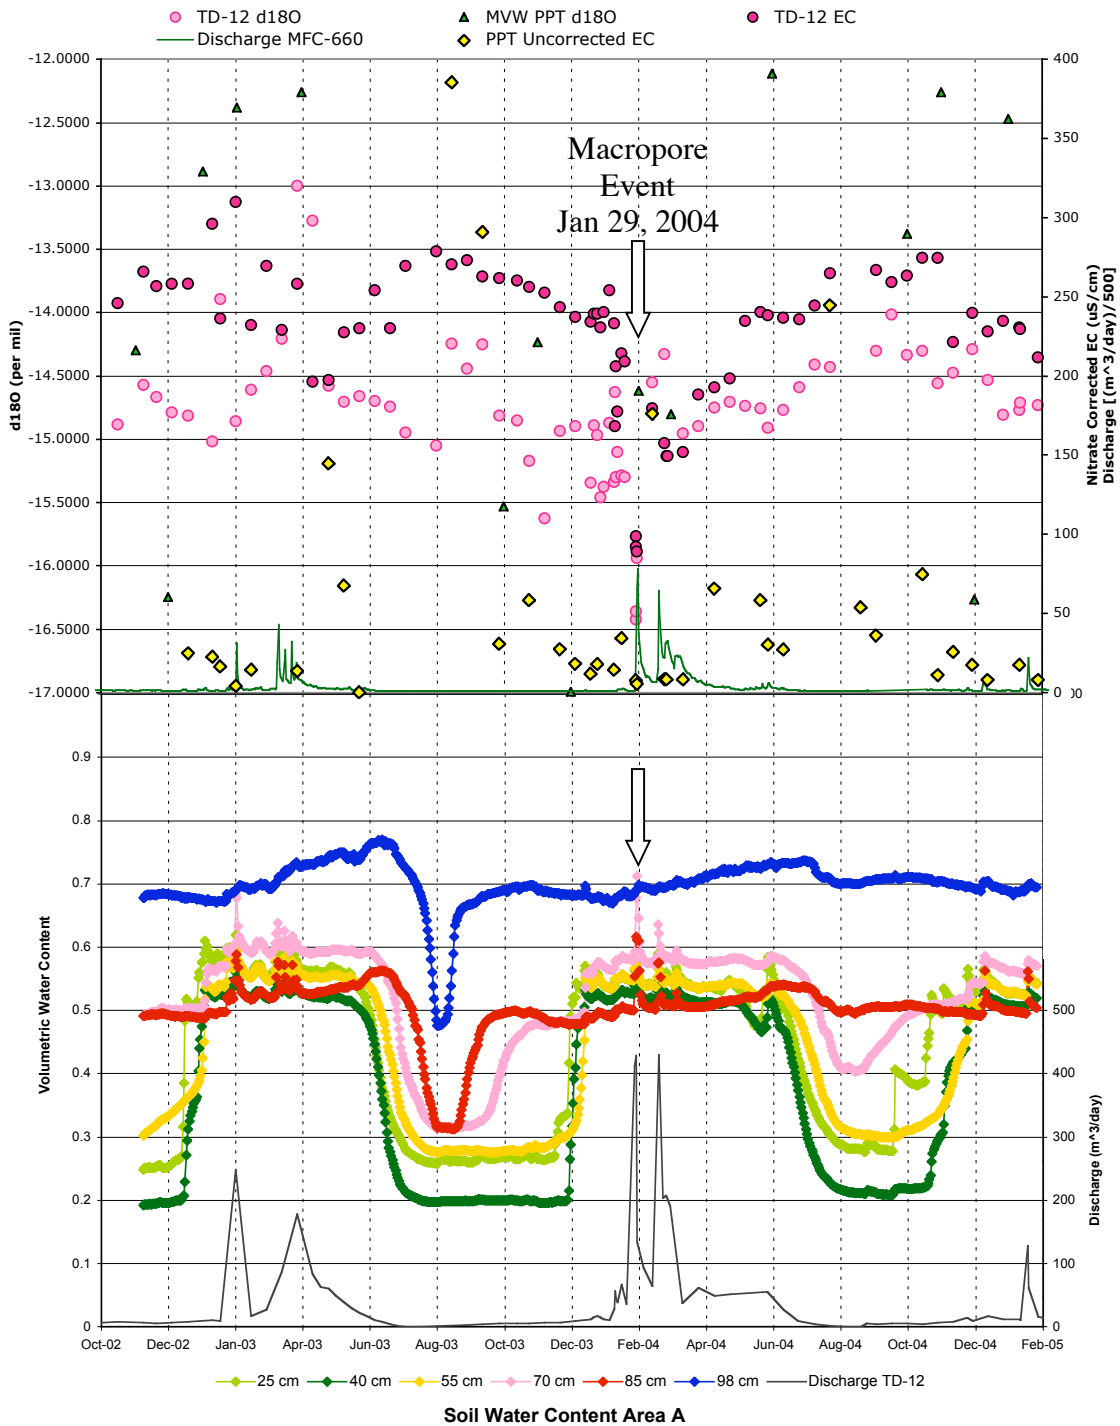 TD-12 d18O
MVW PPT d18O
TD-12 EC
Discharge MFC-660
PPT Uncorrected EC
-12.0000
-12.5000
-13.0000
-13.5000
-14.0000
-14.5000
-15.0000
-15.5000
-16.0000
-16.5000
-17.0000
d18O (per mil)
400
350
300
250
200
150
100
50
00
Nitrate Corrected EC (uS/cm)
Discharge [(m^3/day)/500]
Macropore
Event
Jan 29, 2004
0.9
0.8
0.7
0.6
0.5
0.4
0.3
0.2
0.1
0
Volumetric Water Content
500
400
300
200
100
0
Discharge (m^3/day)
Oct-02 Dec-02 Jan-03 Mar-03 Jun-03 Aug-03 Oct-03 Dec-03 Feb-04 Apr-04 Jun-04 Aug-04 Oct-04 Dec-04 Feb-05
25 cm 40 cm 55 cm 70 cm 85 cm 98 cm Discharge TD-12
Soil Water Content Area A